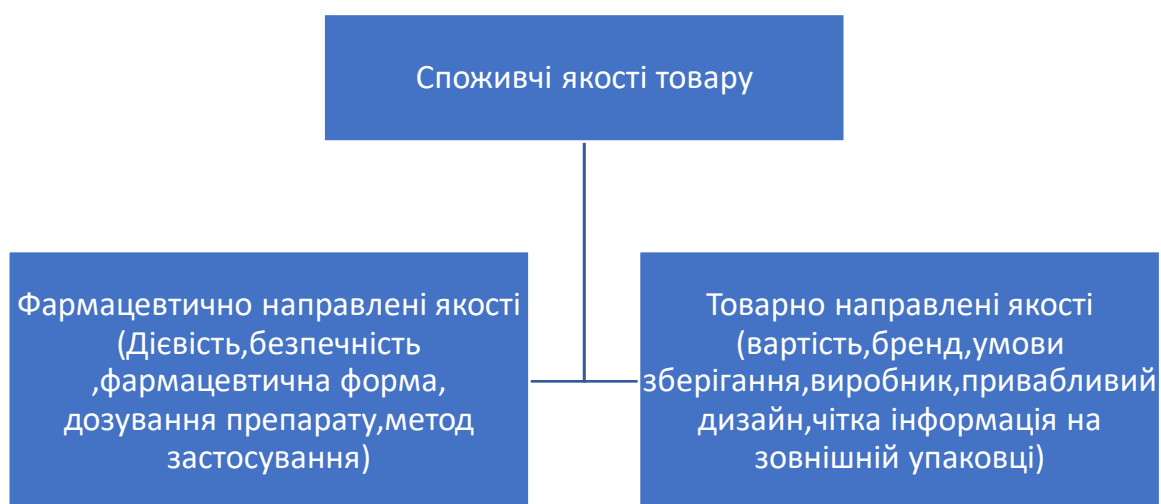 Споживчі якості товару
Фармацевтично направлені якості
(Дієвість,безпечність
,фармацевтична форма,
дозування препарату,метод
застосування)
Товарно направлені якості
(вартість,бренд,умови
зберігання,виробник,привабливий
дизайн,чітка інформація на
зовнішній упаковці)